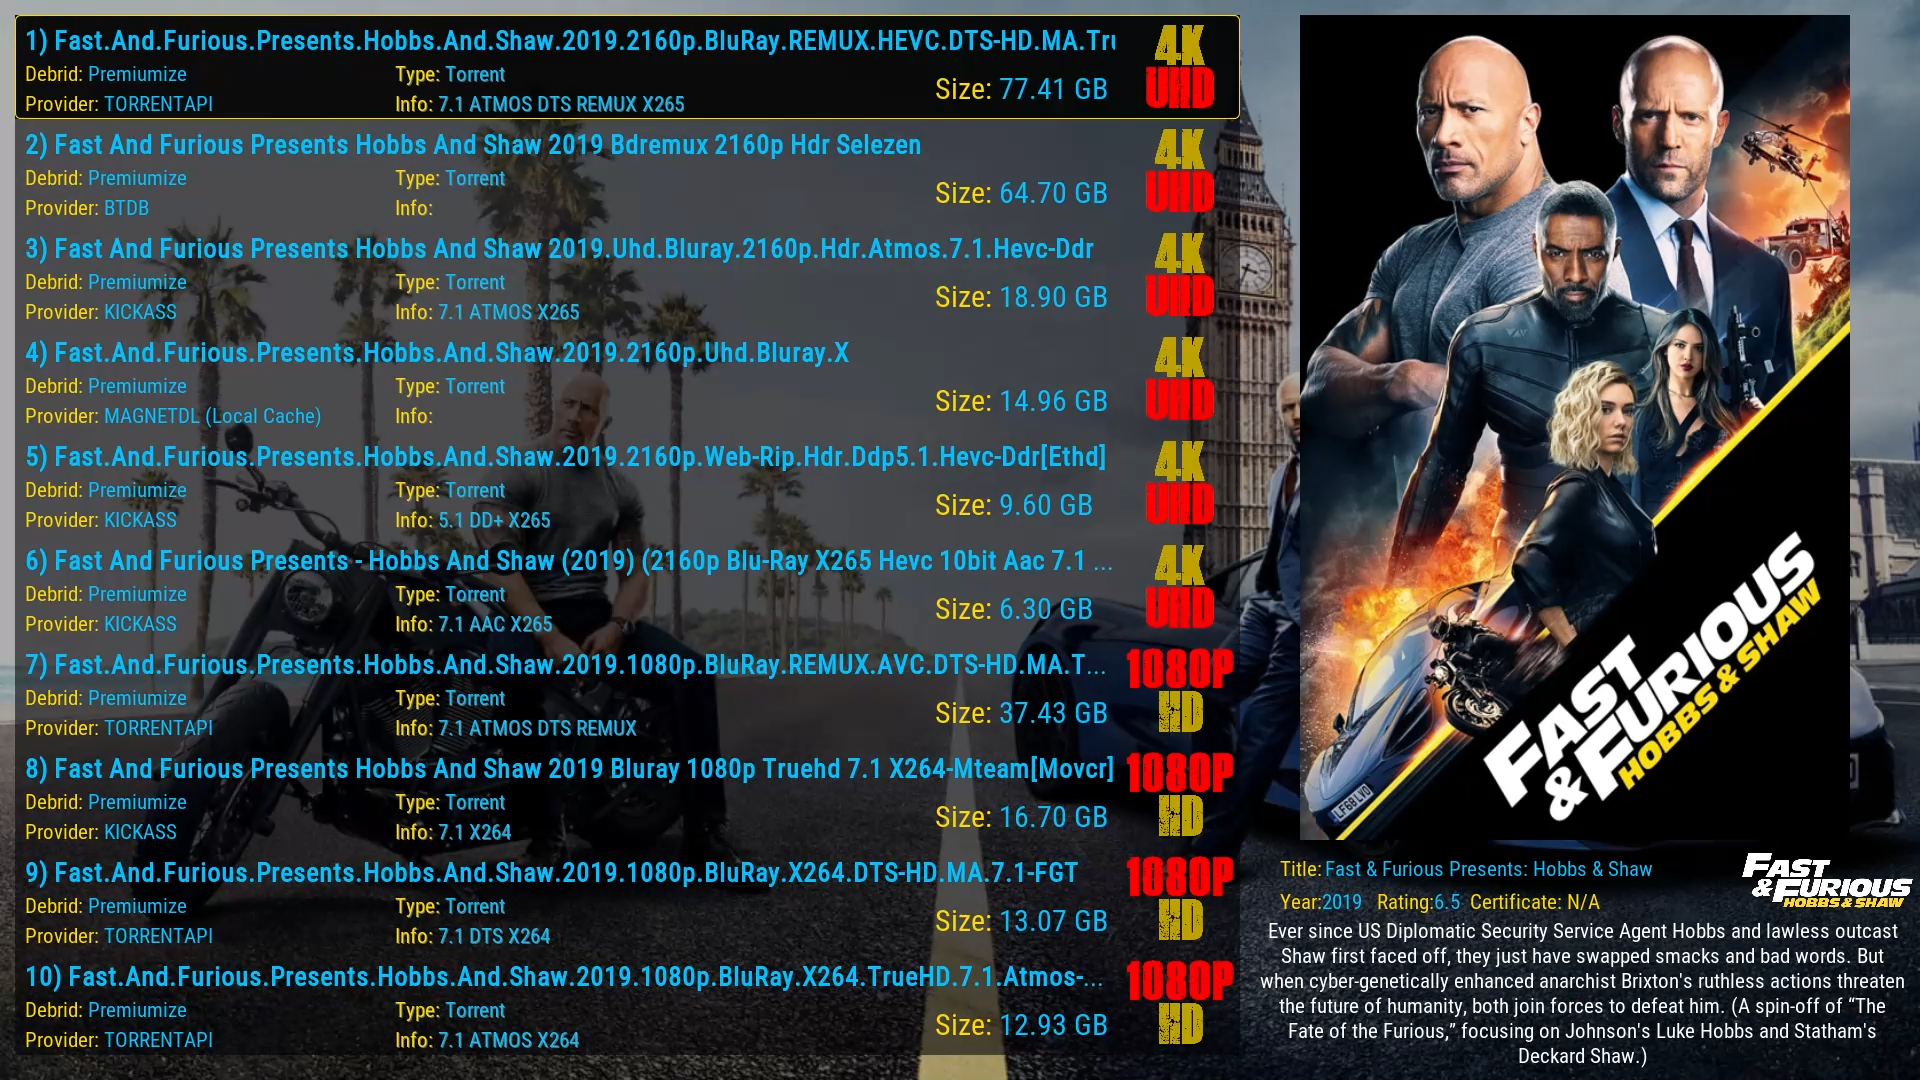 1) Fast.And.Furious.Presents.Hobbs.And.Shaw.2019.2160p.BluRay.REMUX.HEVC.DTS-HD.MA.Tru
4K
UHD
Debrid: Premiumize Type: Torrent
Size: 77.41 GB
Provider: TORRENTAPI Info: 7.1 ATMOS DTS REMUX X265
2) Fast And Furious Presents Hobbs And Shaw 2019 Bdremux 2160p Hdr Selezen
4K
UHD
Debrid: Premiumize Type: Torrent
Size: 64.70 GB
Provider: BTDB Info:
3) Fast And Furious Presents Hobbs And Shaw 2019.Uhd.Bluray.2160p.Hdr.Atmos.7.1.Hevc-Ddr
4K
UHD
Debrid: Premiumize Type: Torrent
Size: 18.90 GB
Provider: KICKASS Info: 7.1 ATMOS X265
4) Fast.And.Furious.Presents.Hobbs.And.Shaw.2019.2160p.Uhd.Bluray.X
4K
UHD
Debrid: Premiumize Type: Torrent
Size: 14.96 GB
Provider: MAGNETDL (Local Cache) Info:
5) Fast.And.Furious.Presents.Hobbs.And.Shaw.2019.2160p.Web-Rip.Hdr.Ddp5.1.Hevc-Ddr[Ethd]
4K
UHD
Debrid: Premiumize Type: Torrent
Size: 9.60 GB
Provider: KICKASS Info: 5.1 DD+ X265
6) Fast And Furious Presents - Hobbs And Shaw (2019) (2160p Blu-Ray X265 Hevc 10bit Aac 7.1 ...
4K
UHD
Debrid: Premiumize Type: Torrent
Size: 6.30 GB
Provider: KICKASS Info: 7.1 AAC X265
7) Fast.And.Furious.Presents.Hobbs.And.Shaw.2019.1080p.BluRay.REMUX.AVC.DTS-HD.MA.T...
1080P
HD
Debrid: Premiumize Type: Torrent
Size: 37.43 GB
Provider: TORRENTAPI Info: 7.1 ATMOS DTS REMUX
8) Fast And Furious Presents Hobbs And Shaw 2019 Bluray 1080p Truehd 7.1 X264-Mteam[Movcr]
1080P
HD
Debrid: Premiumize Type: Torrent
Size: 16.70 GB
Provider: KICKASS Info: 7.1 X264
9) Fast.And.Furious.Presents.Hobbs.And.Shaw.2019.1080p.BluRay.X264.DTS-HD.MA.7.1-FGT
1080P
HD
Debrid: Premiumize Type: Torrent
Size: 13.07 GB
Provider: TORRENTAPI Info: 7.1 DTS X264
10) Fast.And.Furious.Presents.Hobbs.And.Shaw.2019.1080p.BluRay.X264.TrueHD.7.1.Atmos-...
1080P
HD
Debrid: Premiumize Type: Torrent
Size: 12.93 GB
Provider: TORRENTAPI Info: 7.1 ATMOS X264
FAST
& FURIOUS
HOBBS & SHAW
LF68LVO
Title: Fast & Furious Presents: Hobbs & Shaw
Year:2019 Rating:6.5 Certificate: N/A
FAST
& FURIOUS
HOBBS & SHAW
Ever since US Diplomatic Security Service Agent Hobbs and lawless outcast
Shaw first faced off, they just have swapped smacks and bad words. But
when cyber-genetically enhanced anarchist Brixton's ruthless actions threaten
the future of humanity, both join forces to defeat him. (A spin-off of “The
Fate of the Furious,” focusing on Johnson's Luke Hobbs and Statham's
Deckard Shaw.)